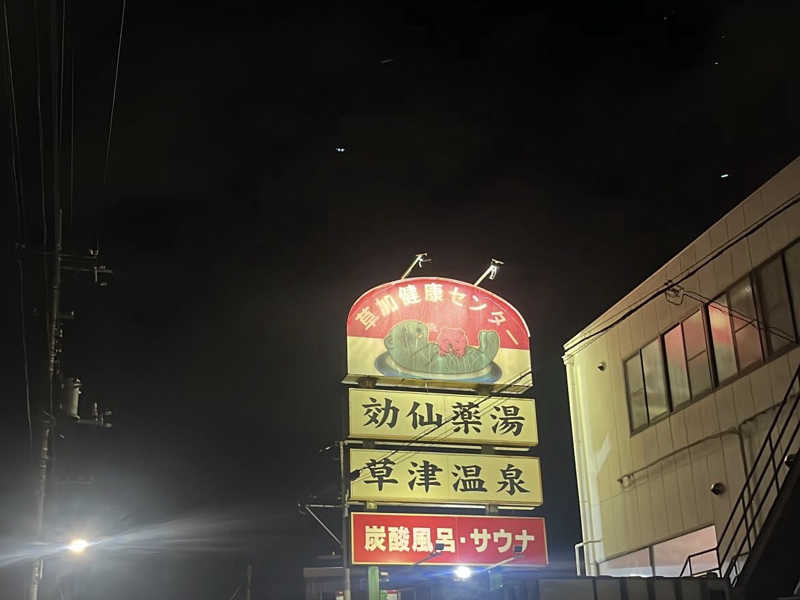 草加健康センター
効仙薬湯
草津温泉
炭酸風呂・サウナ